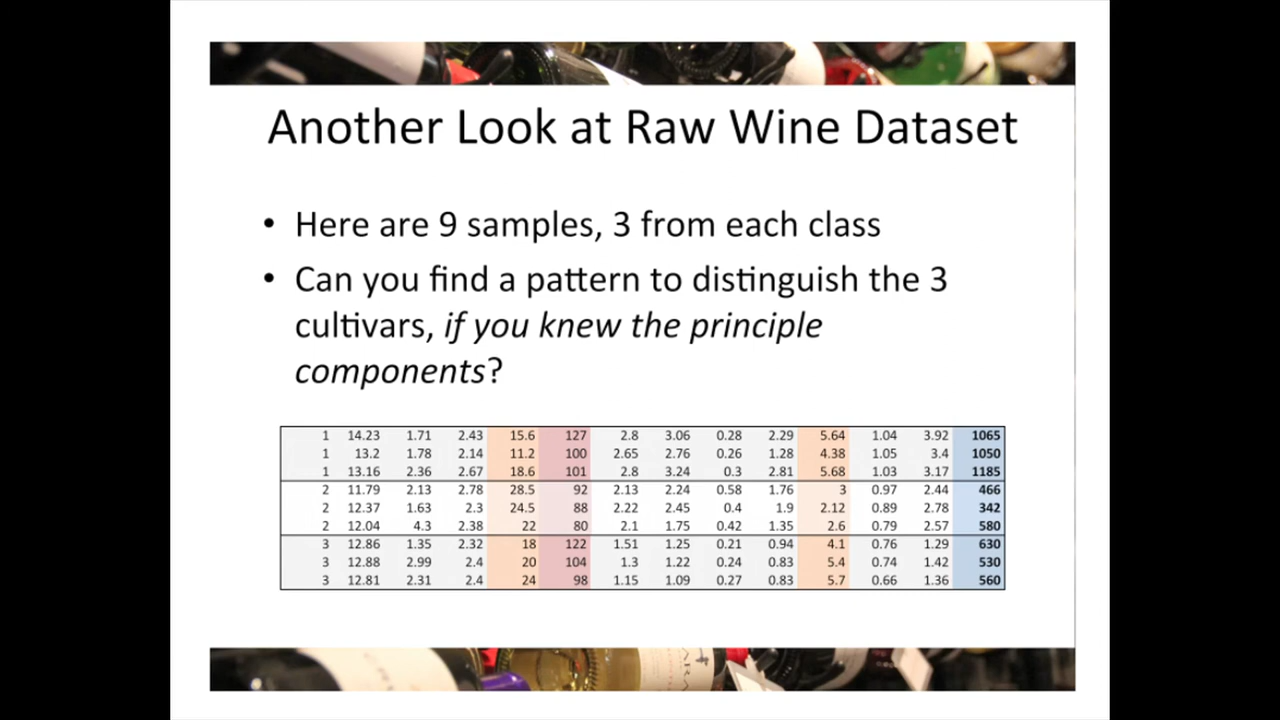 Another Look at Raw Wine Dataset
• Here are 9 samples, 3 from each class
• Can you find a pattern to distinguish the 3
cultivars, if you knew the principle
components?
1 14.23 1.71 2.43 15.6 127 2.8 3.06 0.28 2.29 5.64 1.04 3.92 1065
1 13.2 1.78 2.14 11.2 100 2.65 2.76 0.26 1.28 4.38 1.05 3.4 1050
1 13.16 2.36 2.67 18.6 101 2.8 3.24 0.3 2.81 5.68 1.03 3.17 1185
2 11.79 2.13 2.78 28.5 92 2.13 2.24 0.58 1.76 3 0.97 2.44 466
2 12.37 1.63 2.3 24.5 88 2.22 2.45 0.4 1.9 2.12 0.89 2.78 342
2 12.04 4.3 2.38 22 80 2.1 1.75 0.42 1.35 2.6 0.79 2.57 580
3 12.86 1.35 2.32 18 122 1.51 1.25 0.21 0.94 4.1 0.76 1.29 630
3 12.88 2.99 2.4 20 104 1.3 1.22 0.24 0.83 5.4 0.74 1.42 530
3 12.81 2.31 2.4 24 98 1.15 1.09 0.27 0.83 5.7 0.66 1.36 560